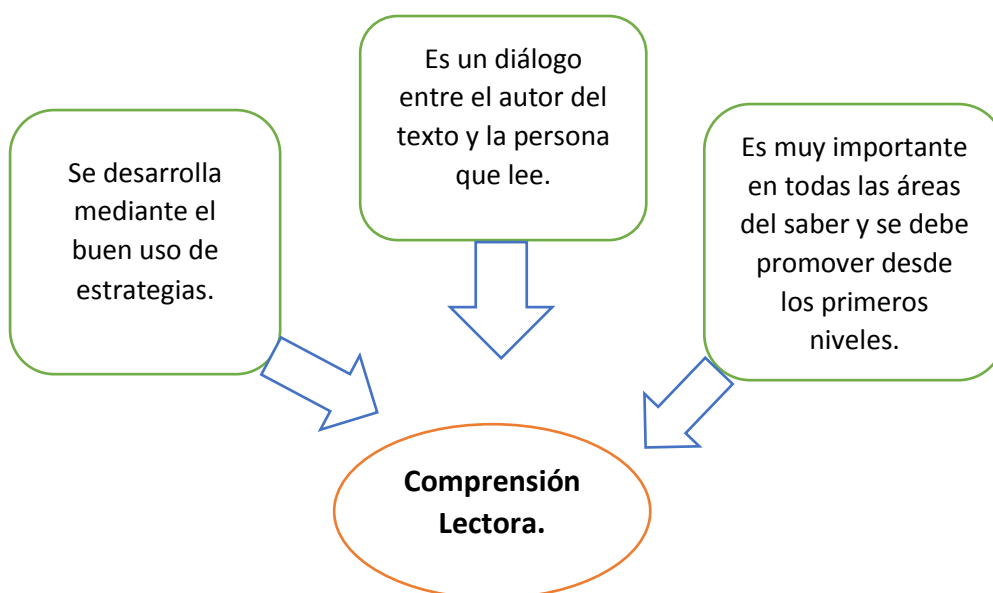 Se desarrolla
mediante el
buen uso de
estrategias.
Es un diálogo
entre el autor del
texto y la persona
que lee.
Es muy importante
en todas las áreas
del saber y se debe
promover desde
los primeros
niveles.
Comprensión
Lectora.